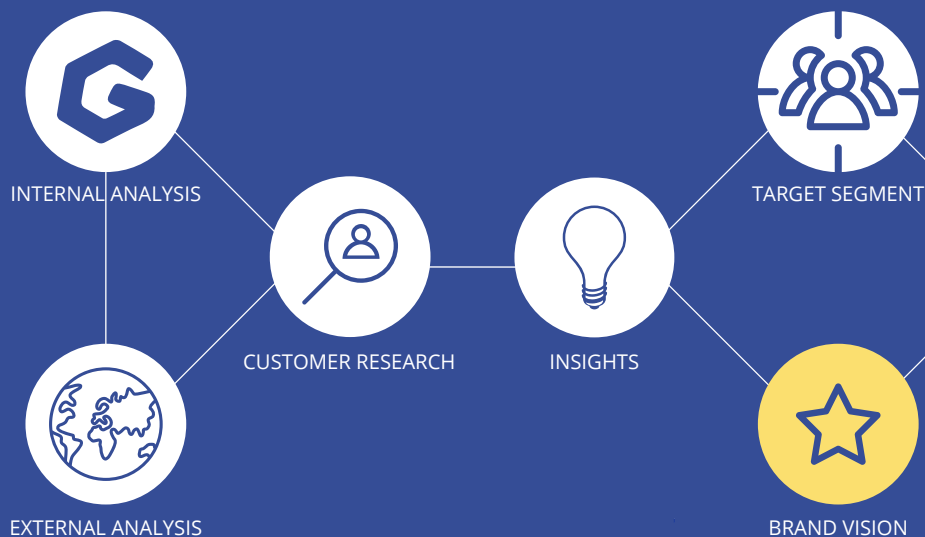 INTERNAL ANALYSIS
TARGET SEGMENT
CUSTOMER RESEARCH
INSIGHTS
EXTERNAL ANALYSIS
BRAND VISION